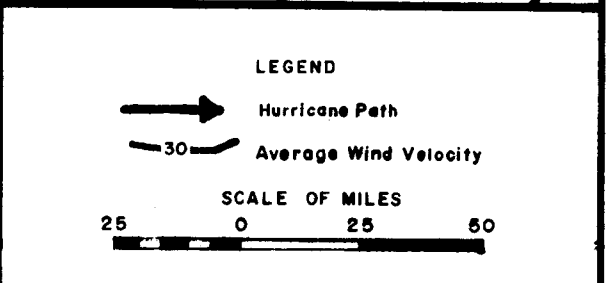 LEGEND
Hurricane Path
30 Average Wind Velocity
SCALE OF MILES
25 0 25 50